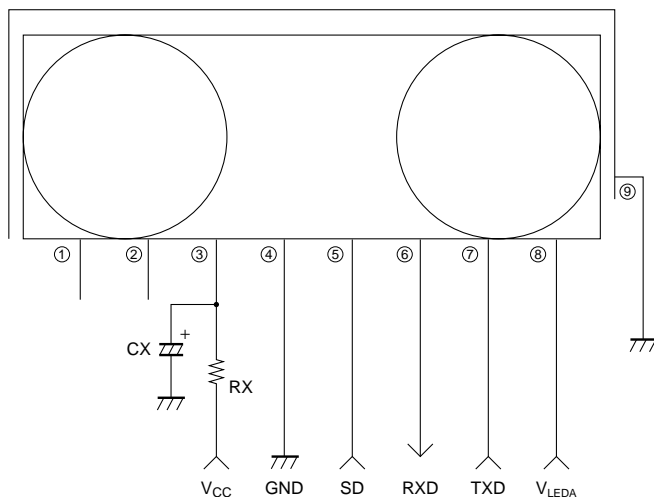 ⑨
① ② ③ ④ ⑤ ⑥ ⑦ ⑧
+
CX
RX
VCC GND SD RXD TXD VLEDA